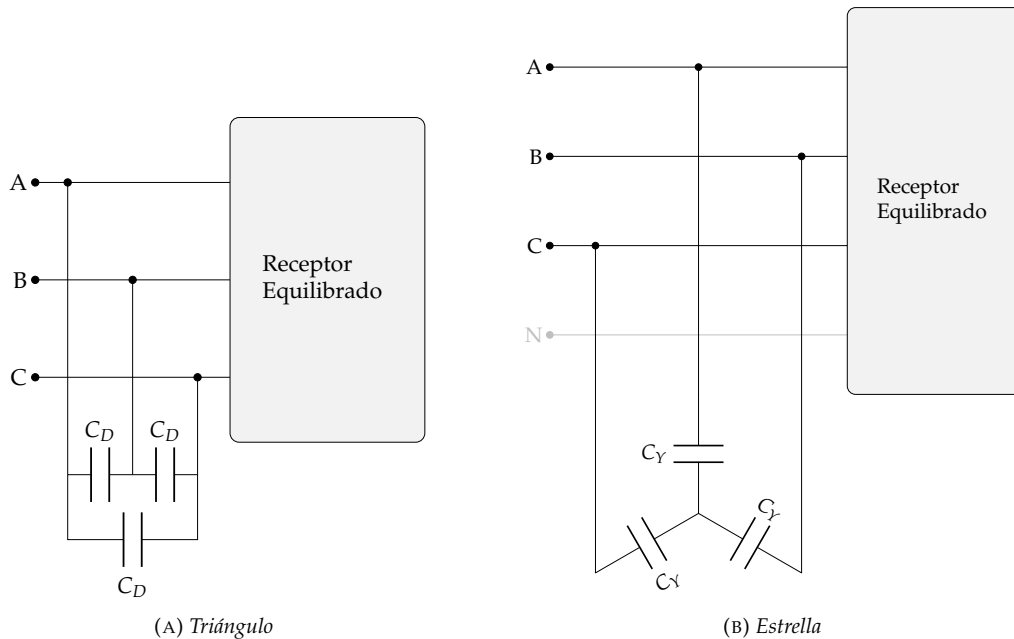 A
B
C
Receptor
Equilibrado
C_D
C_D
C_D
(A) Triángulo
A
B
C
N
Receptor
Equilibrado
C_Y
C_Y
C_Y
(B) Estrella